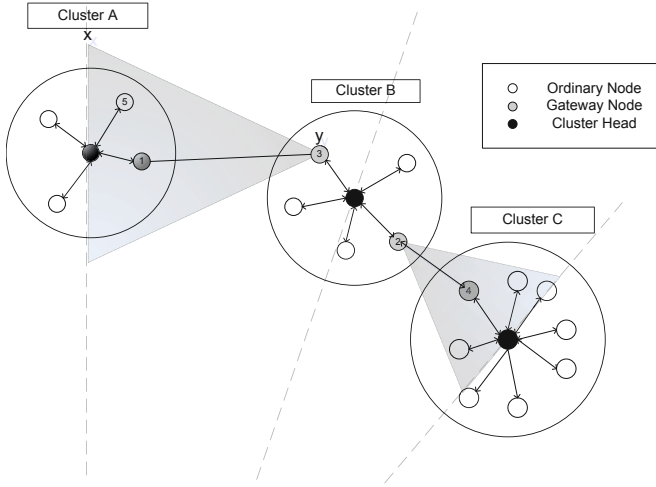 Cluster A
x
5
1
Cluster B
y
3
2
Ordinary Node
Gateway Node
Cluster Head
Cluster C
4